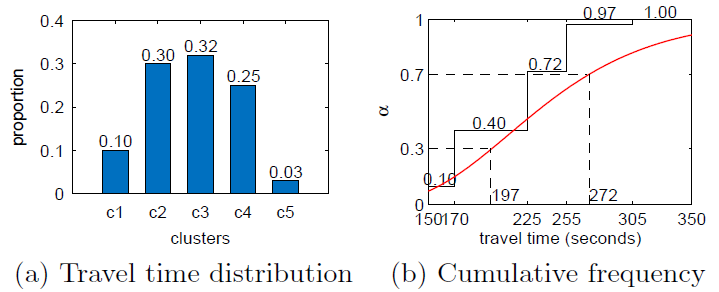 0.4
0.3
0.2
0.1
0
proportion
0.10
0.30
0.32
0.25
0.03
c1 c2 c3 c4 c5
clusters
(a) Travel time distribution
1
0.7
0.3
0
α
0.10
0.40
0.72
0.97
1.00
197
272
150 170 225 255 305 350
travel time (seconds)
(b) Cumulative frequency